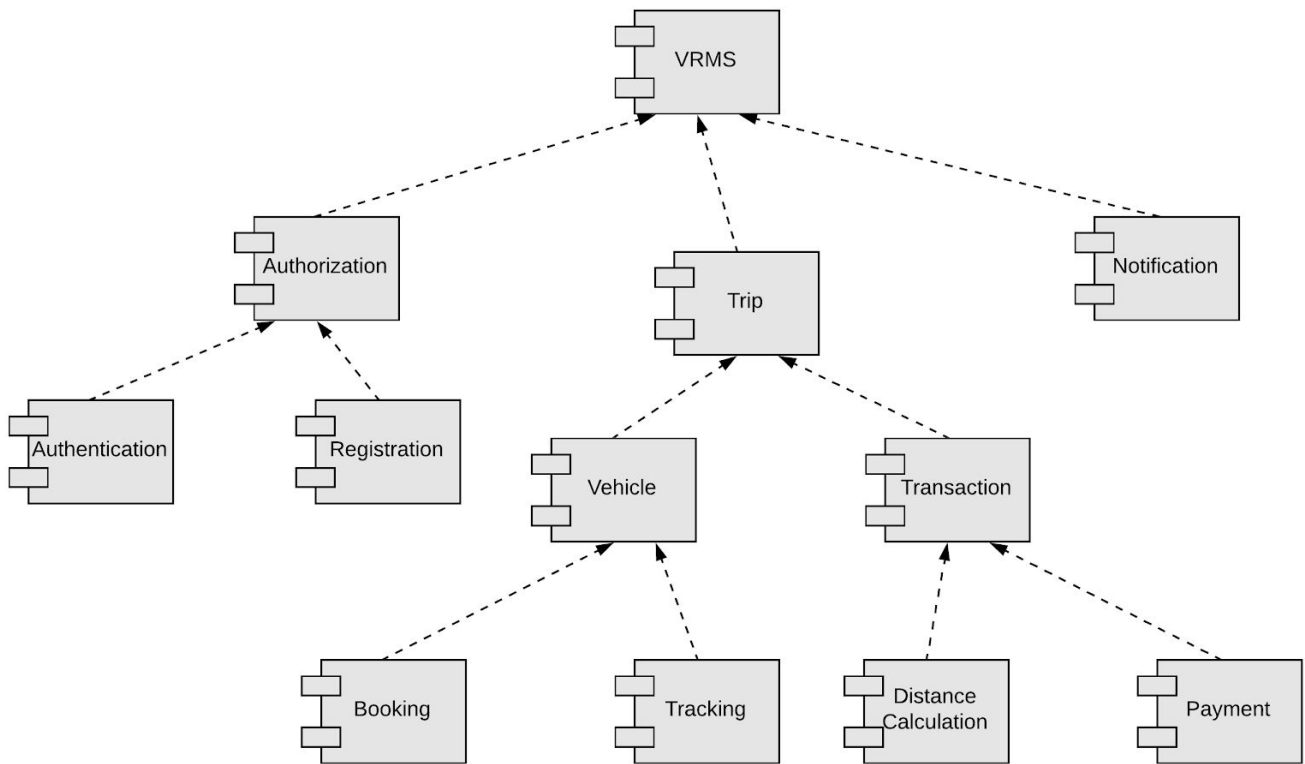 VRMS
Authorization
Trip
Notification
Authentication
Registration
Vehicle
Transaction
Booking
Tracking
Distance
Calculation
Payment